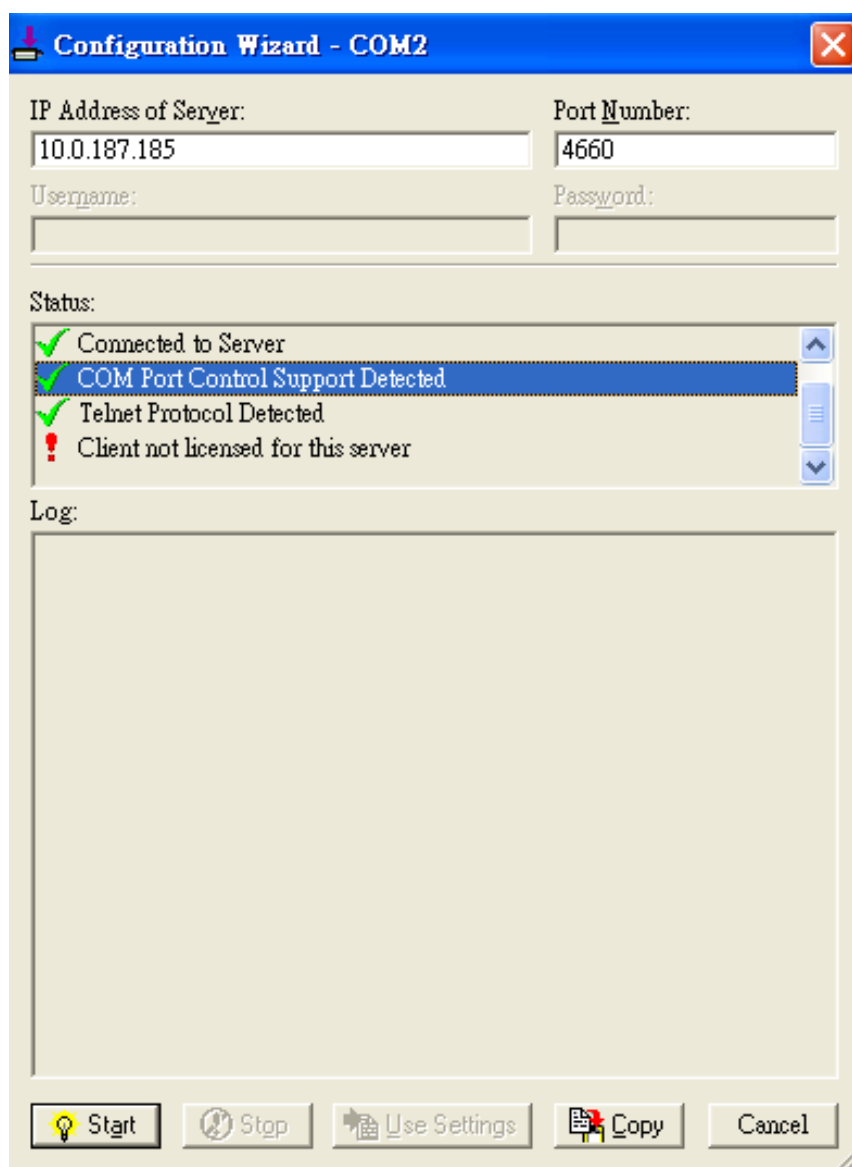 Configuration Wizard - COM2
IP Address of Server: Port Number:
10.0.187.185 4660
Username: Password:
Status:
Connected to Server
COM Port Control Support Detected
Telnet Protocol Detected
Client not licensed for this server
Log:
Start Stop Use Settings Copy Cancel